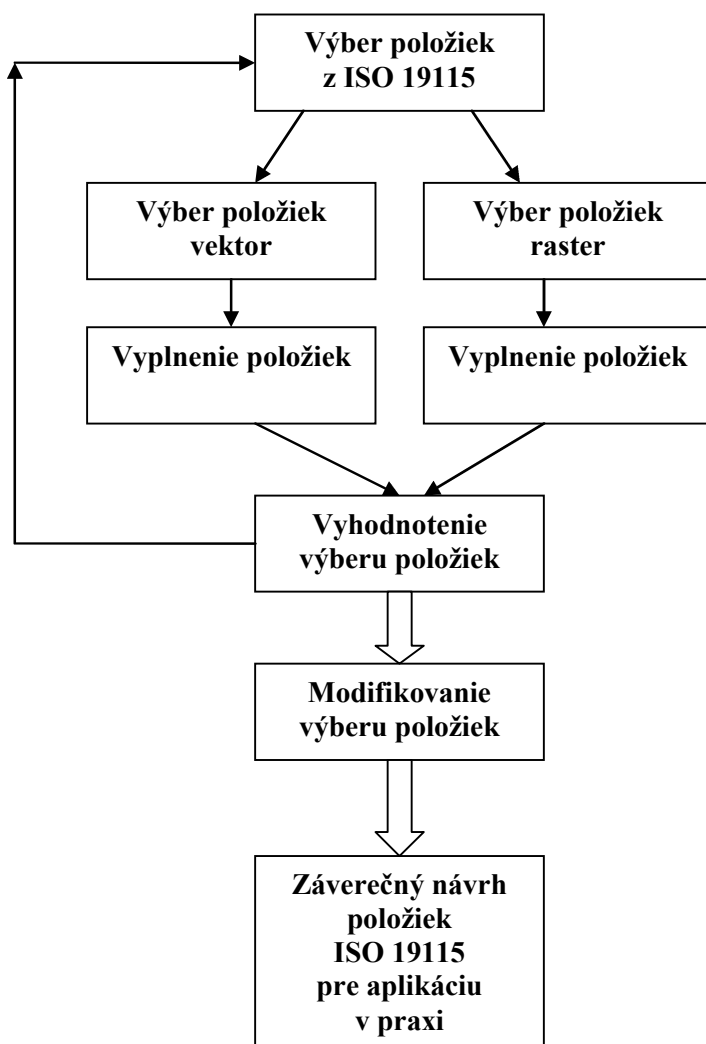 Výber položiek
z ISO 19115
Výber položiek
vektor
Výber položiek
raster
Vyplnenie položiek
Vyplnenie položiek
Vyhodnotenie
výberu položiek
Modifikovanie
výberu položiek
Záverečný návrh
položiek
ISO 19115
pre aplikáciu
v praxi